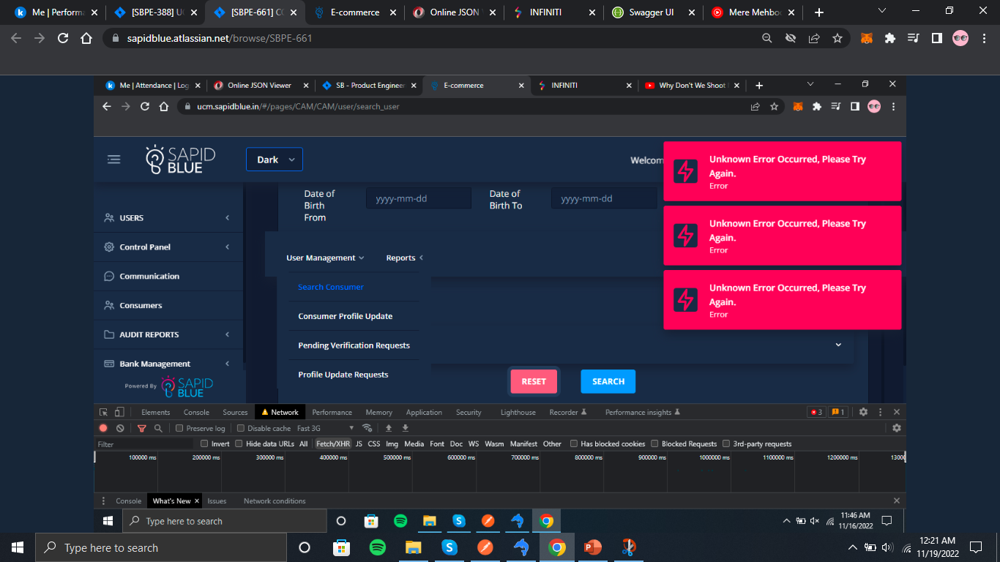 Me | Performa
[SBPE-388] U
[SBPE-661] C
E-commerce
Online JSON
INFINITI
Swagger UI
Mere Mehbo
sapidblue.atlassian.net/browse/SBPE-661
Me | Attendance | Log
Online JSON Viewer
SB - Product Engineer
E-commerce
INFINITI
Why Don't We Shoot
ucm.sapidblue.in/#/pages/CAM/CAM/user/search_user
SAPID
BLUE
Dark
Welcom
Unknown Error Occurred, Please Try
Again.
Error
Unknown Error Occurred, Please Try
Again.
Error
Unknown Error Occurred, Please Try
Again.
Error
Date of
Birth
From
yyyy-mm-dd
Date of
Birth To
yyyy-mm-dd
USERS
Control Panel
Communication
Consumers
AUDIT REPORTS
Bank Management
Powered By
SAPID
BLUE
User Management
Reports
Search Consumer
Consumer Profile Update
Pending Verification Requests
Profile Update Requests
RESET
SEARCH
Elements Console Sources Network Performance Memory Application Security Lighthouse Recorder Performance insights 3 1
Preserve log Disable cache Fast 3G
Filter Invert Hide data URLs All Fetch/XHR JS CSS Img Media Font Doc WS Wasm Manifest Other Has blocked cookies Blocked Requests 3rd-party requests
100000 ms 200000 ms 300000 ms 400000 ms 500000 ms 600000 ms 700000 ms 800000 ms 900000 ms 1000000 ms 1100000 ms 1200000 ms 1300
Console What's New Issues Network conditions
Type here to search
11:46 AM
11/16/2022
Type here to search
12:21 AM
11/19/2022